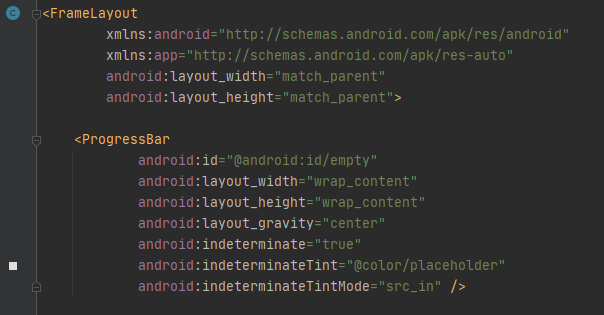 <FrameLayout
xmlns:android="http://schemas.android.com/apk/res/android"
xmlns:app="http://schemas.android.com/apk/res-auto"
android:layout_width="match_parent"
android:layout_height="match_parent">
<ProgressBar
android:id="@android:id/empty"
android:layout_width="wrap_content"
android:layout_height="wrap_content"
android:layout_gravity="center"
android:indeterminate="true"
android:indeterminateTint="@color/placeholder"
android:indeterminateTintMode="src_in" />